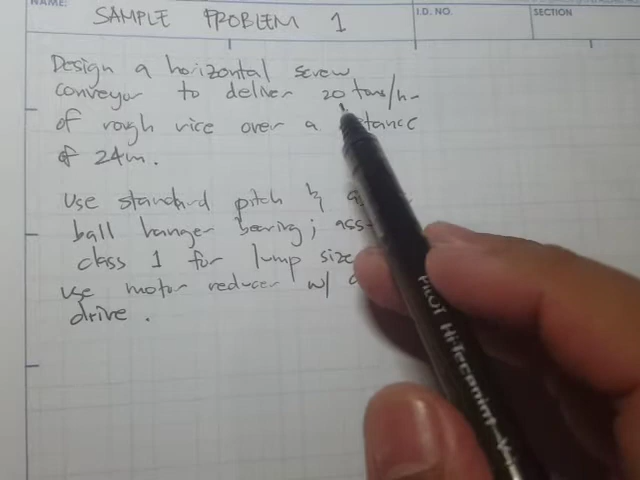 NAME:
SAMPLE PROBLEM 1
I.D. NO.
SECTION
Design a horizontal screw
conveyor to deliver 20 tons/hr
of rough rice over a
of 24m.
Use standard pitch &
ball hanger bearing;
class 1 for lump size
use motor reducer w/
drive.
PILOT Hi-Tecpoint